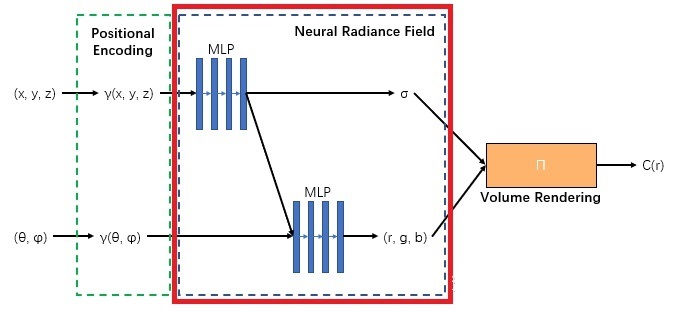 Positional
Encoding
Neural Radiance Field
MLP
(x, y, z)
γ(x, y, z)
σ
Π
C(r)
Volume Rendering
MLP
(θ, φ)
γ(θ, φ)
(r, g, b)